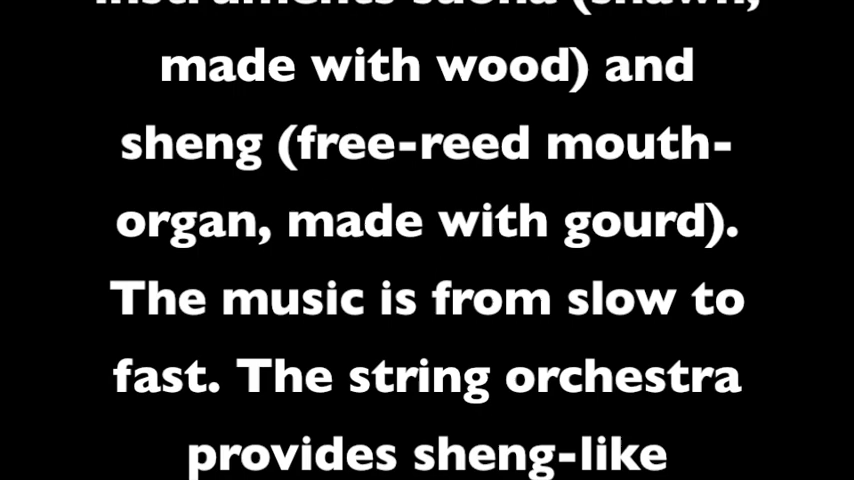 instruments suona (shawn,
made with wood) and
sheng (free-reed mouth-
organ, made with gourd).
The music is from slow to
fast. The string orchestra
provides sheng-like